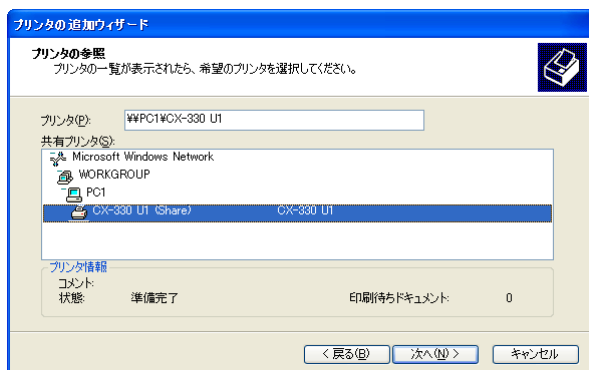 プリンタの追加ウィザード
プリンタの参照
プリンタの一覧が表示されたら、希望のプリンタを選択してください。
プリンタ(P): ¥¥PC1¥CX-330 U1
共有プリンタ(S):
Microsoft Windows Network
WORKGROUP
PC1
CX-330 U1 (Share) CX-330 U1
プリンタ情報
コメント:
状態: 準備完了 印刷待ちドキュメント: 0
< 戻る(B) 次へ(N) > キャンセル